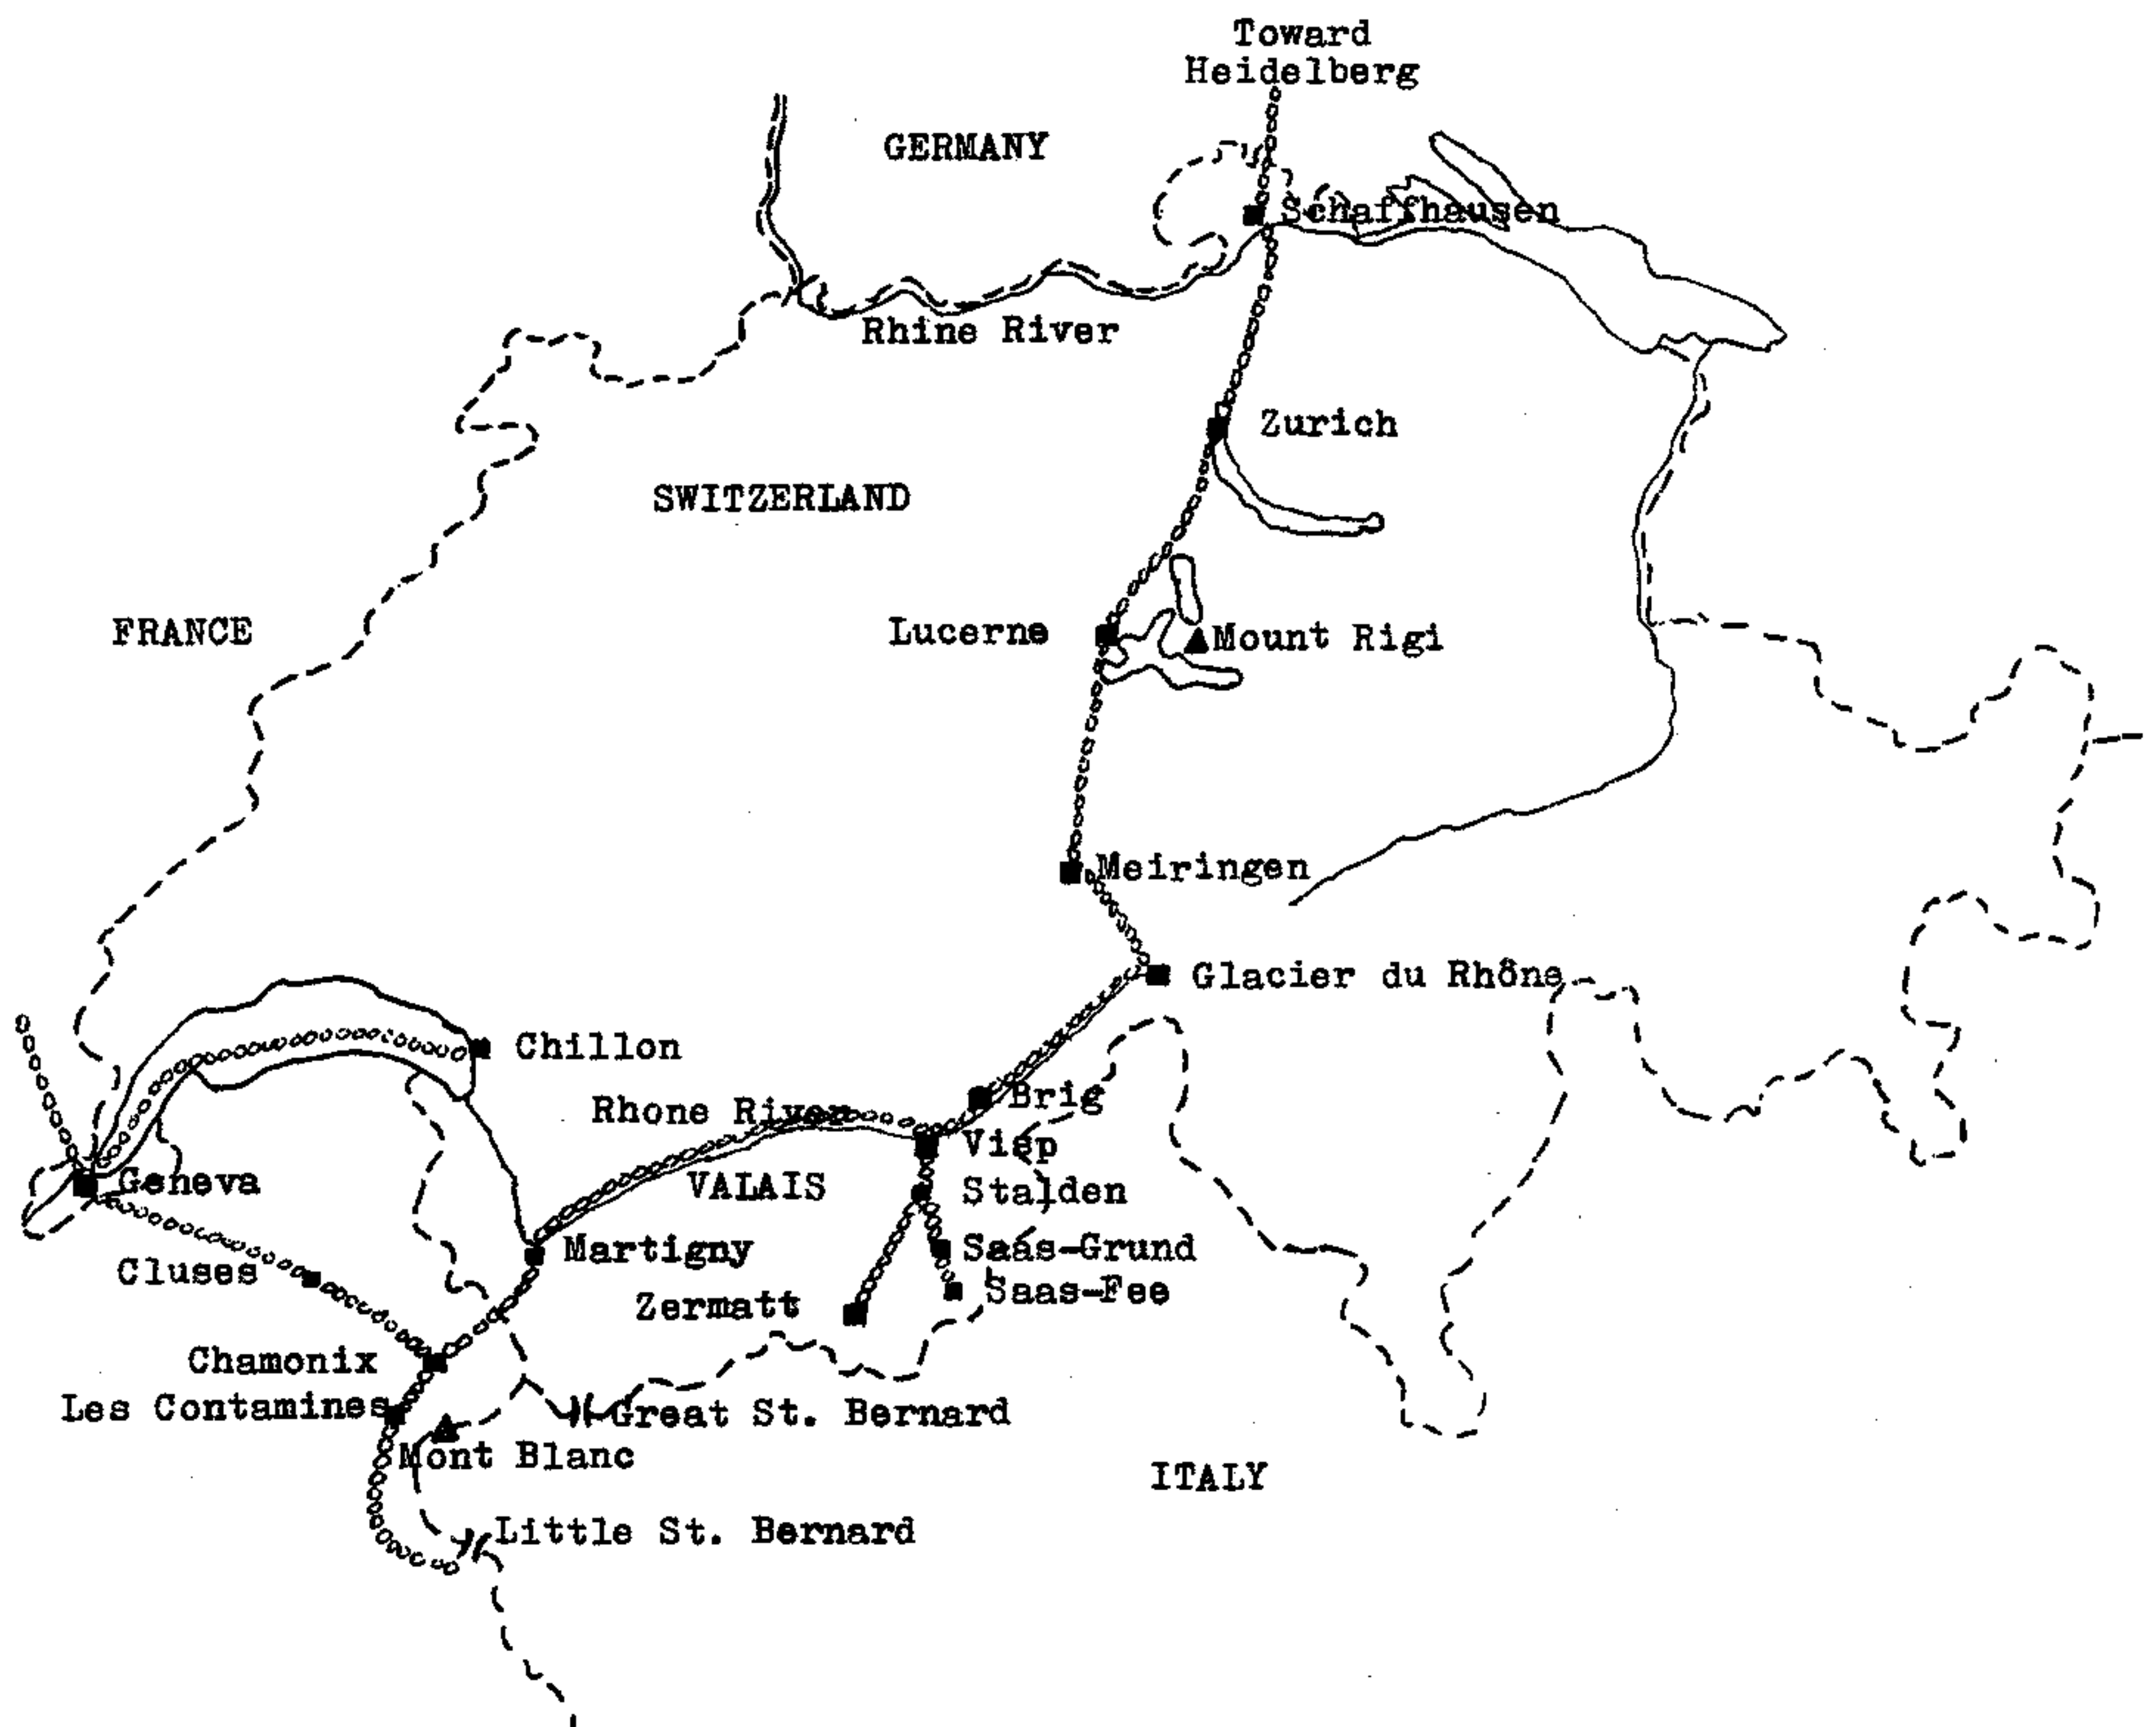 Toward
Heidelberg
GERMANY
Schaffhausen
Rhine River
Zurich
SWITZERLAND
FRANCE
Lucerne
Mount Rigi
Meiringen
Glacier du Rhône
Chillon
Brig
Rhone River
Viep
Geneva
VALAIS
Stalden
Martigny
Saas-Grund
Cluses
Saas-Fee
Zermatt
Chamonix
Les Contamines
Great St. Bernard
Mont Blanc
ITALY
Little St. Bernard